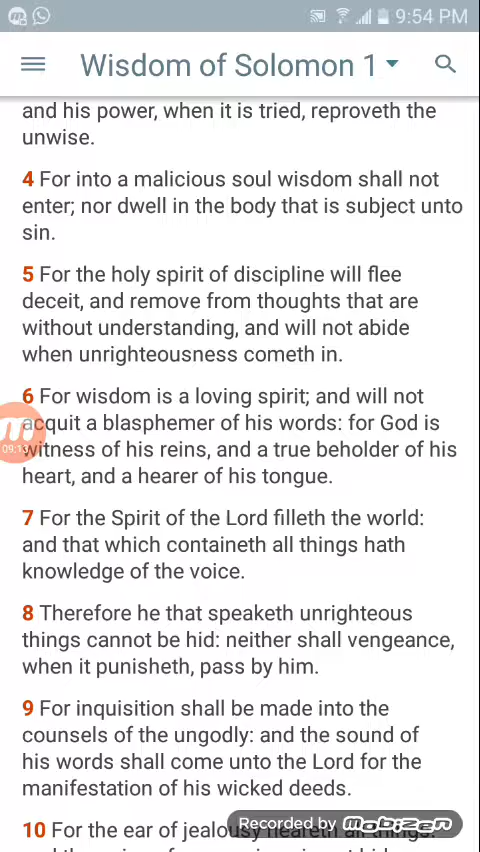 9:54 PM
Wisdom of Solomon 1
and his power, when it is tried, reproveth the
unwise.
4 For into a malicious soul wisdom shall not
enter; nor dwell in the body that is subject unto
sin.
5 For the holy spirit of discipline will flee
deceit, and remove from thoughts that are
without understanding, and will not abide
when unrighteousness cometh in.
6 For wisdom is a loving spirit; and will not
acquit a blasphemer of his words: for God is
witness of his reins, and a true beholder of his
heart, and a hearer of his tongue.
7 For the Spirit of the Lord filleth the world:
and that which containeth all things hath
knowledge of the voice.
8 Therefore he that speaketh unrighteous
things cannot be hid: neither shall vengeance,
when it punisheth, pass by him.
9 For inquisition shall be made into the
counsels of the ungodly: and the sound of
his words shall come unto the Lord for the
manifestation of his wicked deeds.
10 For the ear of jealousy heareth all things:
Recorded by mobizen